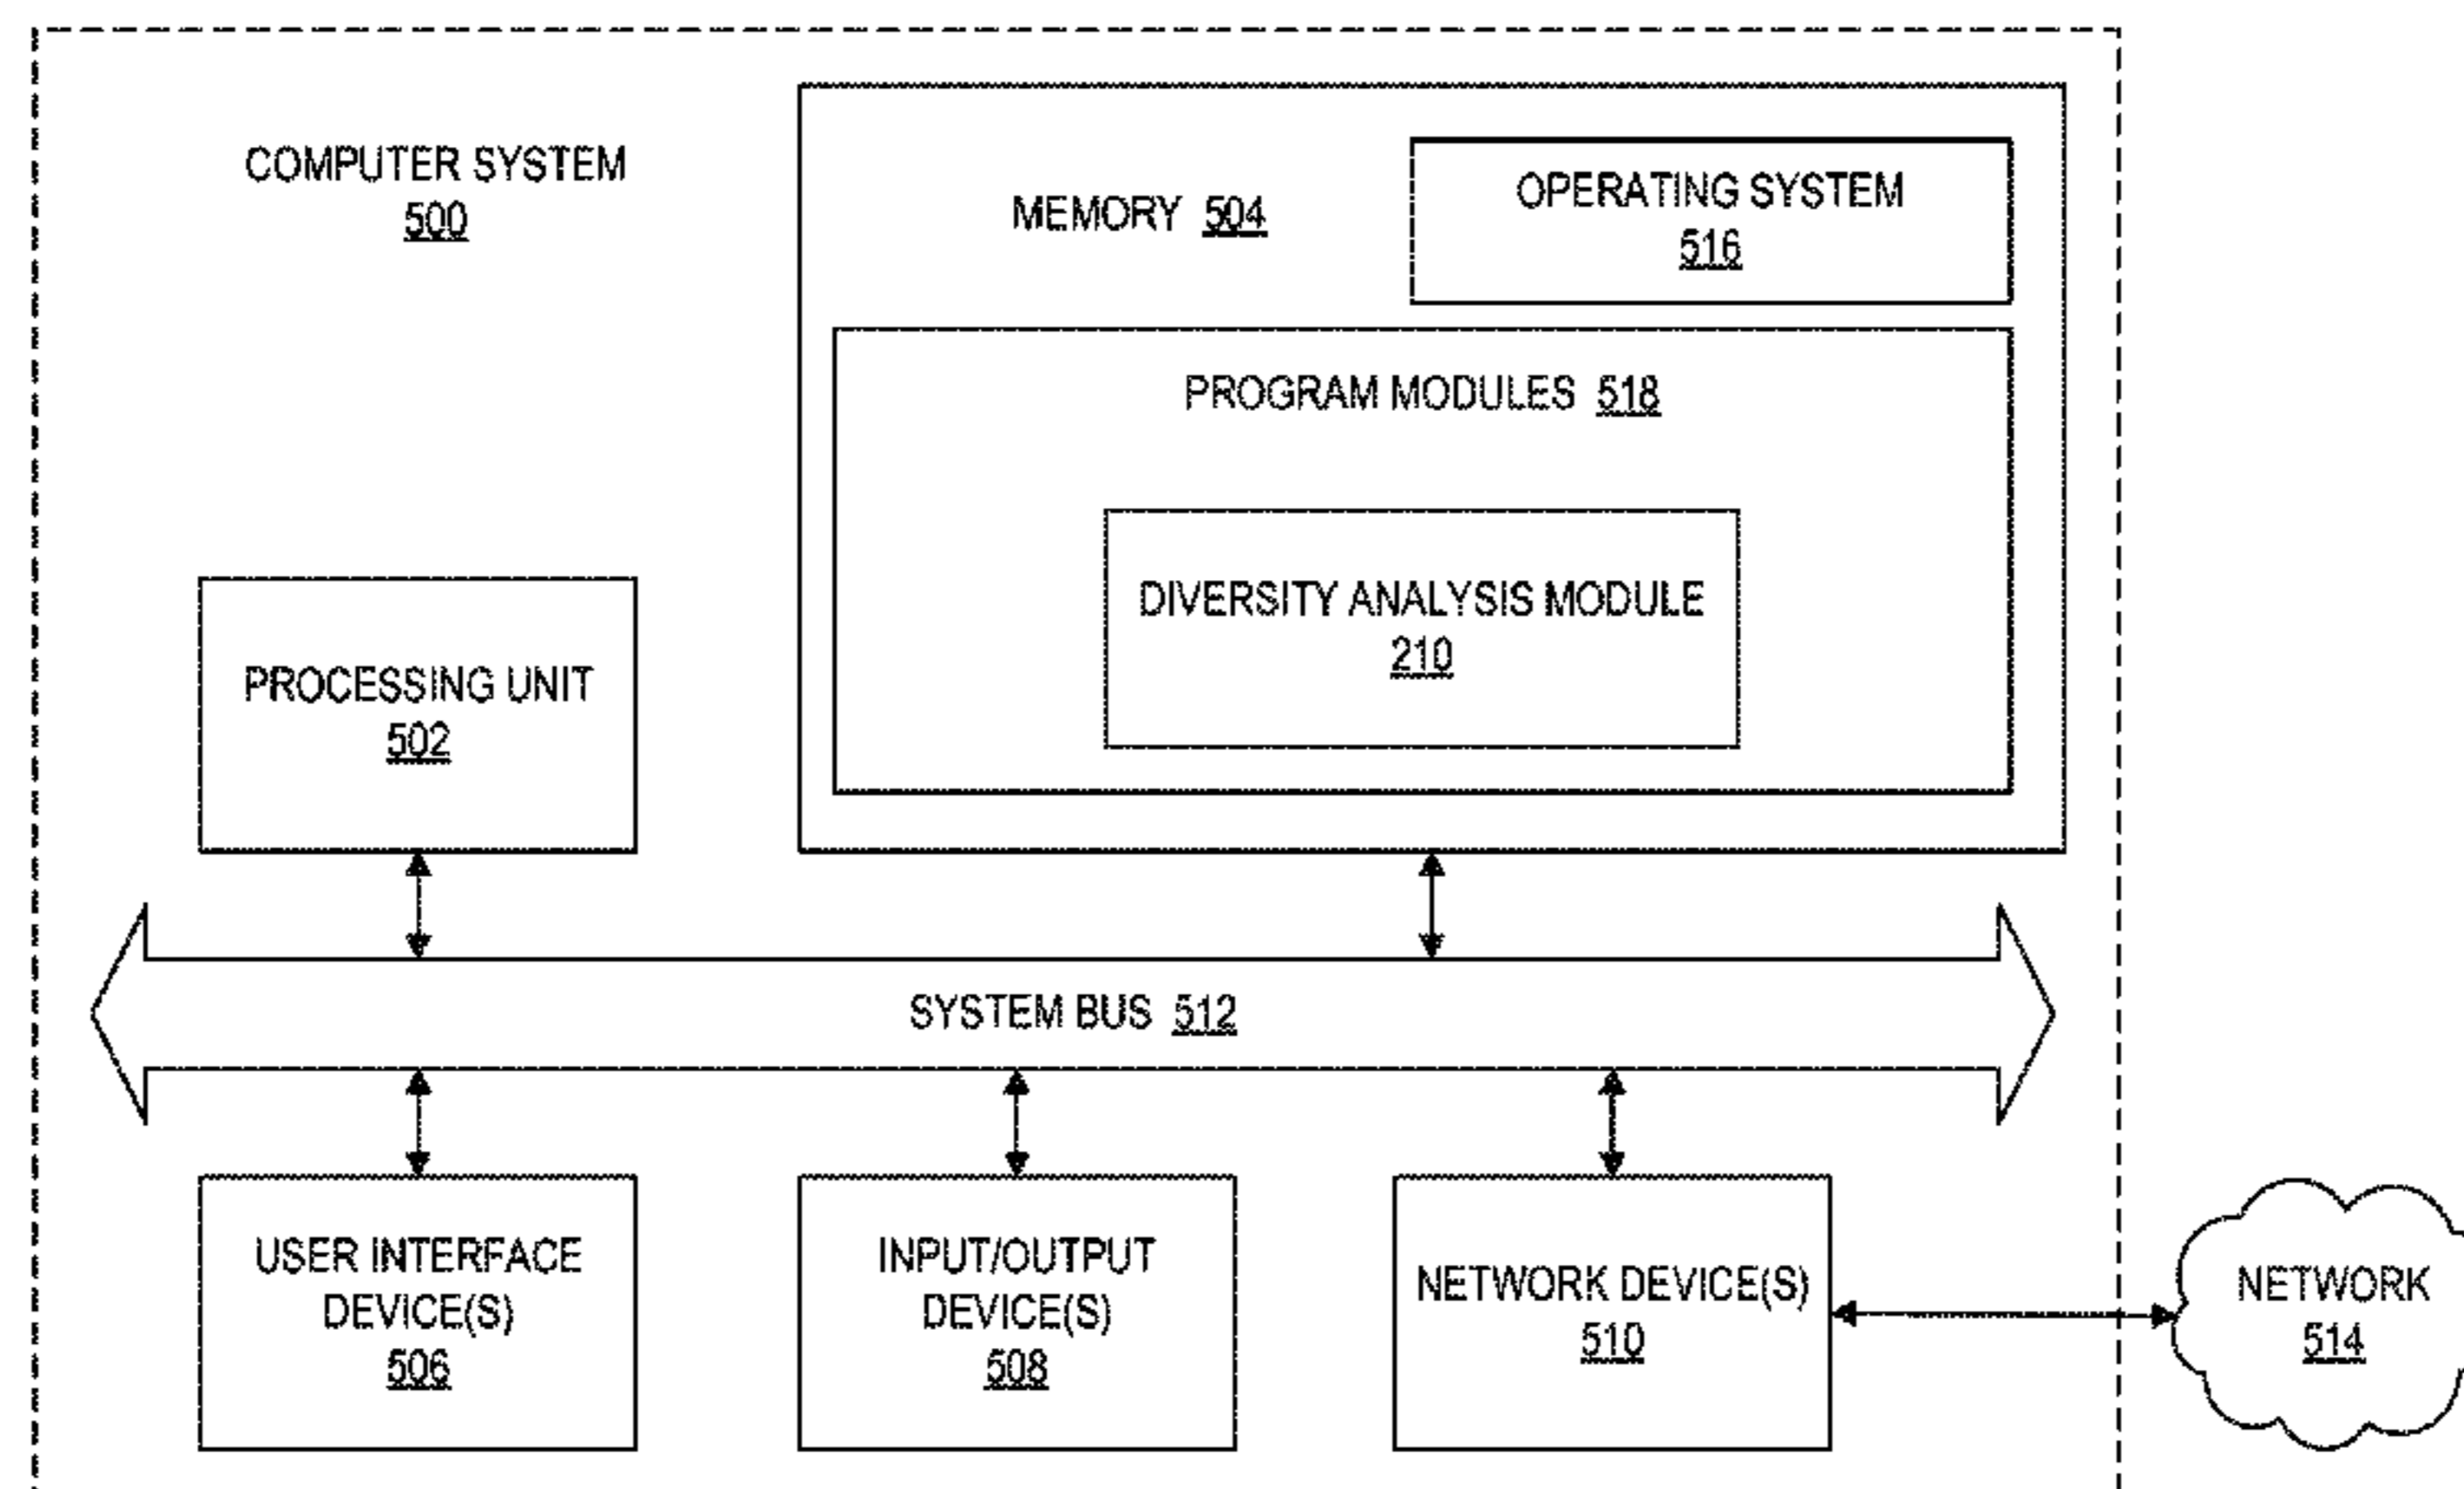 COMPUTER SYSTEM
500
MEMORY 504
OPERATING SYSTEM
516
PROGRAM MODULES 518
DIVERSITY ANALYSIS MODULE
210
PROCESSING UNIT
502
SYSTEM BUS 512
USER INTERFACE
DEVICE(S)
506
INPUT/OUTPUT
DEVICE(S)
508
NETWORK DEVICE(S)
510
NETWORK
514